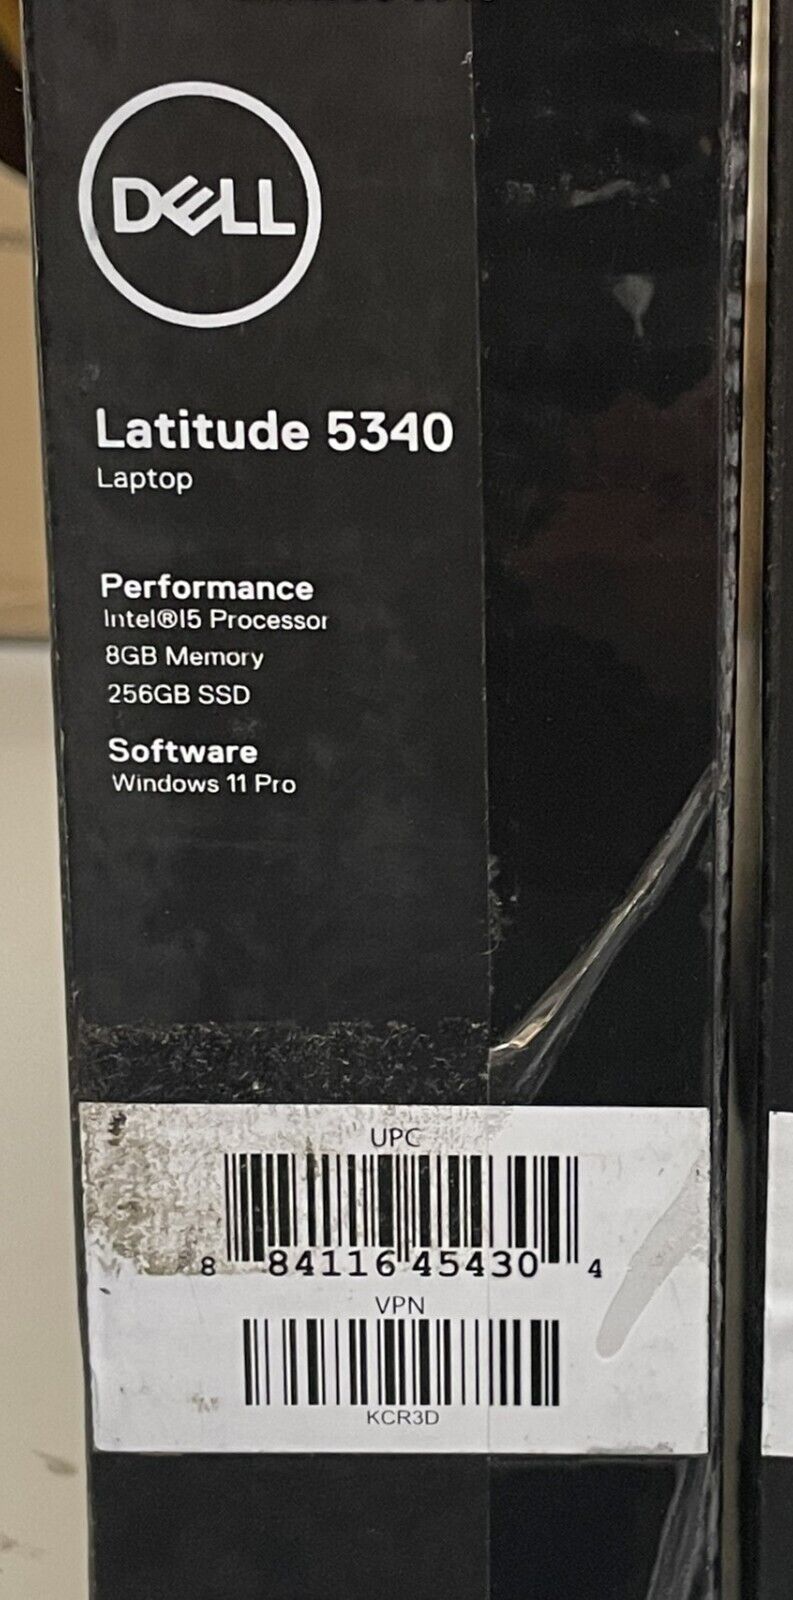 DELL
Latitude 5340
Laptop
Performance
Intel®I5 Processor
8GB Memory
256GB SSD
Software
Windows 11 Pro
UPC
8 84116 45430 4
VPN
KCR3D